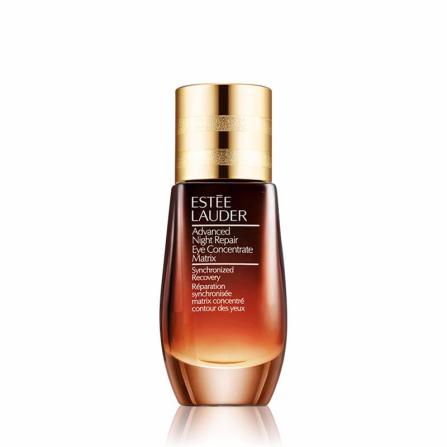 ESTĒE
LAUDER
Advanced
Night Repair
Eye Concentrate
Matrix
Synchronized
Recovery
Réparation
synchronisée
matrix concentré
contour des yeux